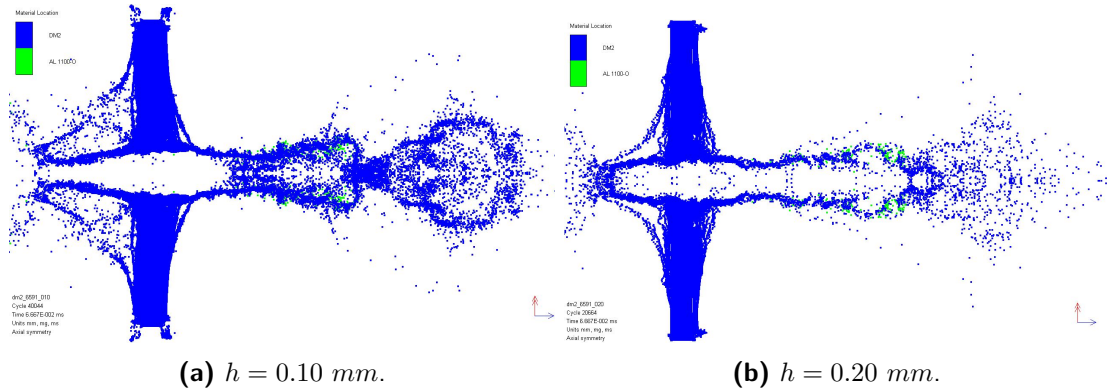 Material Location
DM2
AL 1100-O
dm2_6591_010
Cycle 40044
Time 6.667E-002 ms
Units mm, mg, ms
Axial symmetry
(a) h = 0.10 mm.
Material Location
DM2
AL 1100-O
dm2_6591_020
Cycle 20664
Time 6.667E-002 ms
Units mm, mg, ms
Axial symmetry
(b) h = 0.20 mm.